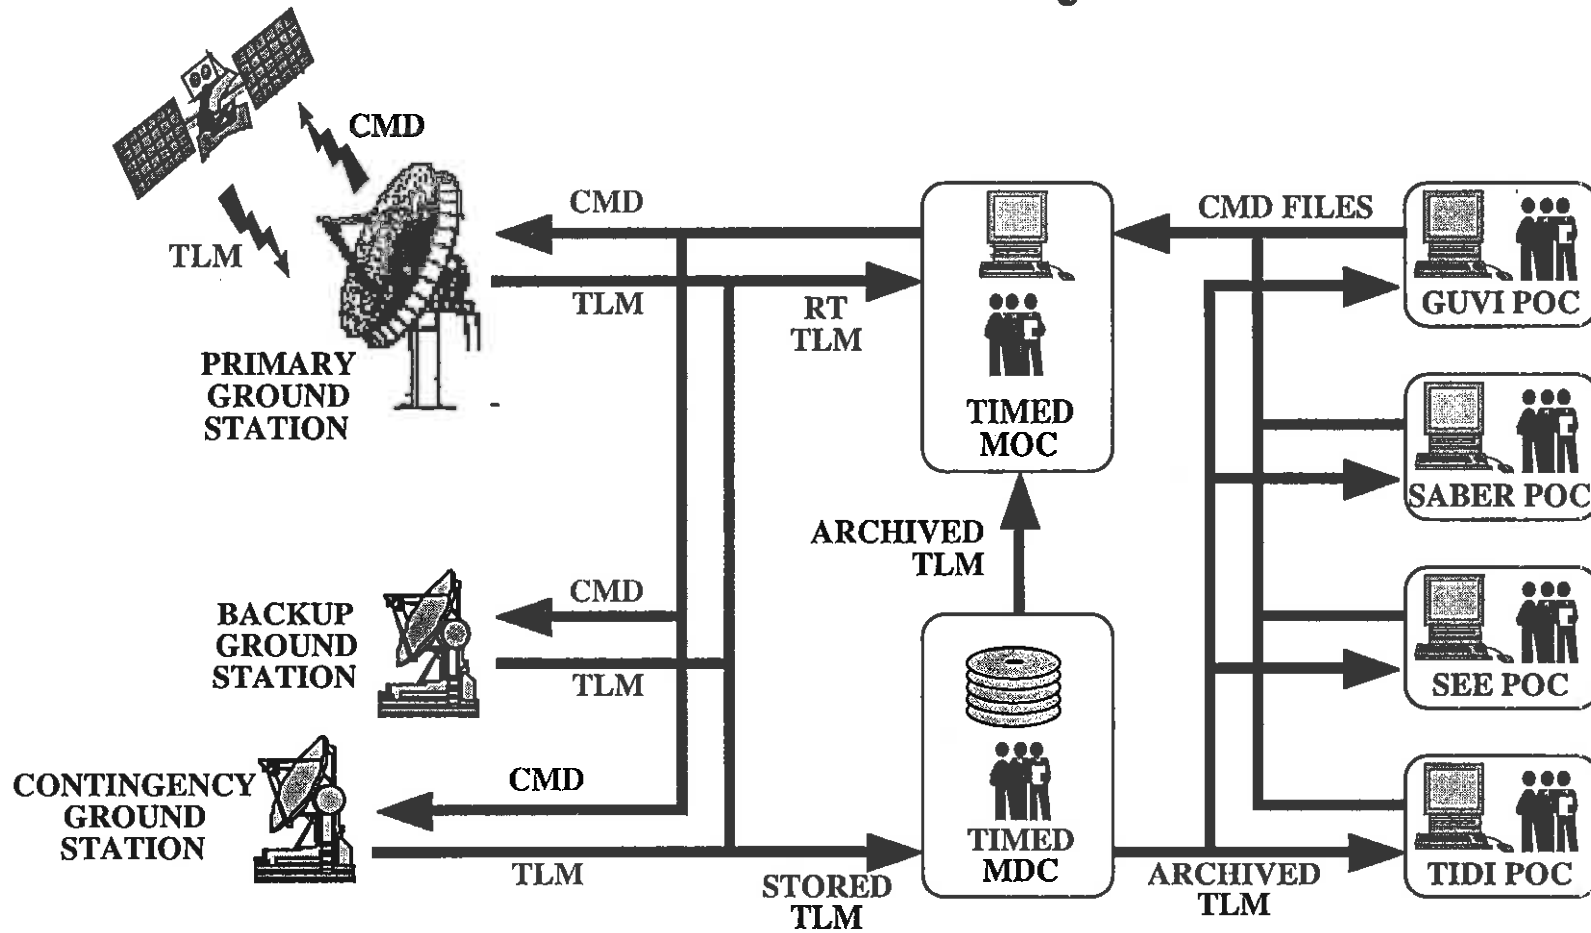 CMD
TLM
PRIMARY
GROUND
STATION
CMD
TLM
RT
TLM
TIMED
MOC
CMD FILES
GUVI POC
SABER POC
ARCHIVED
TLM
BACKUP
GROUND
STATION
CMD
TLM
SEE POC
CONTINGENCY
GROUND
STATION
CMD
TLM
STORED
TLM
TIMED
MDC
ARCHIVED
TLM
TIDI POC